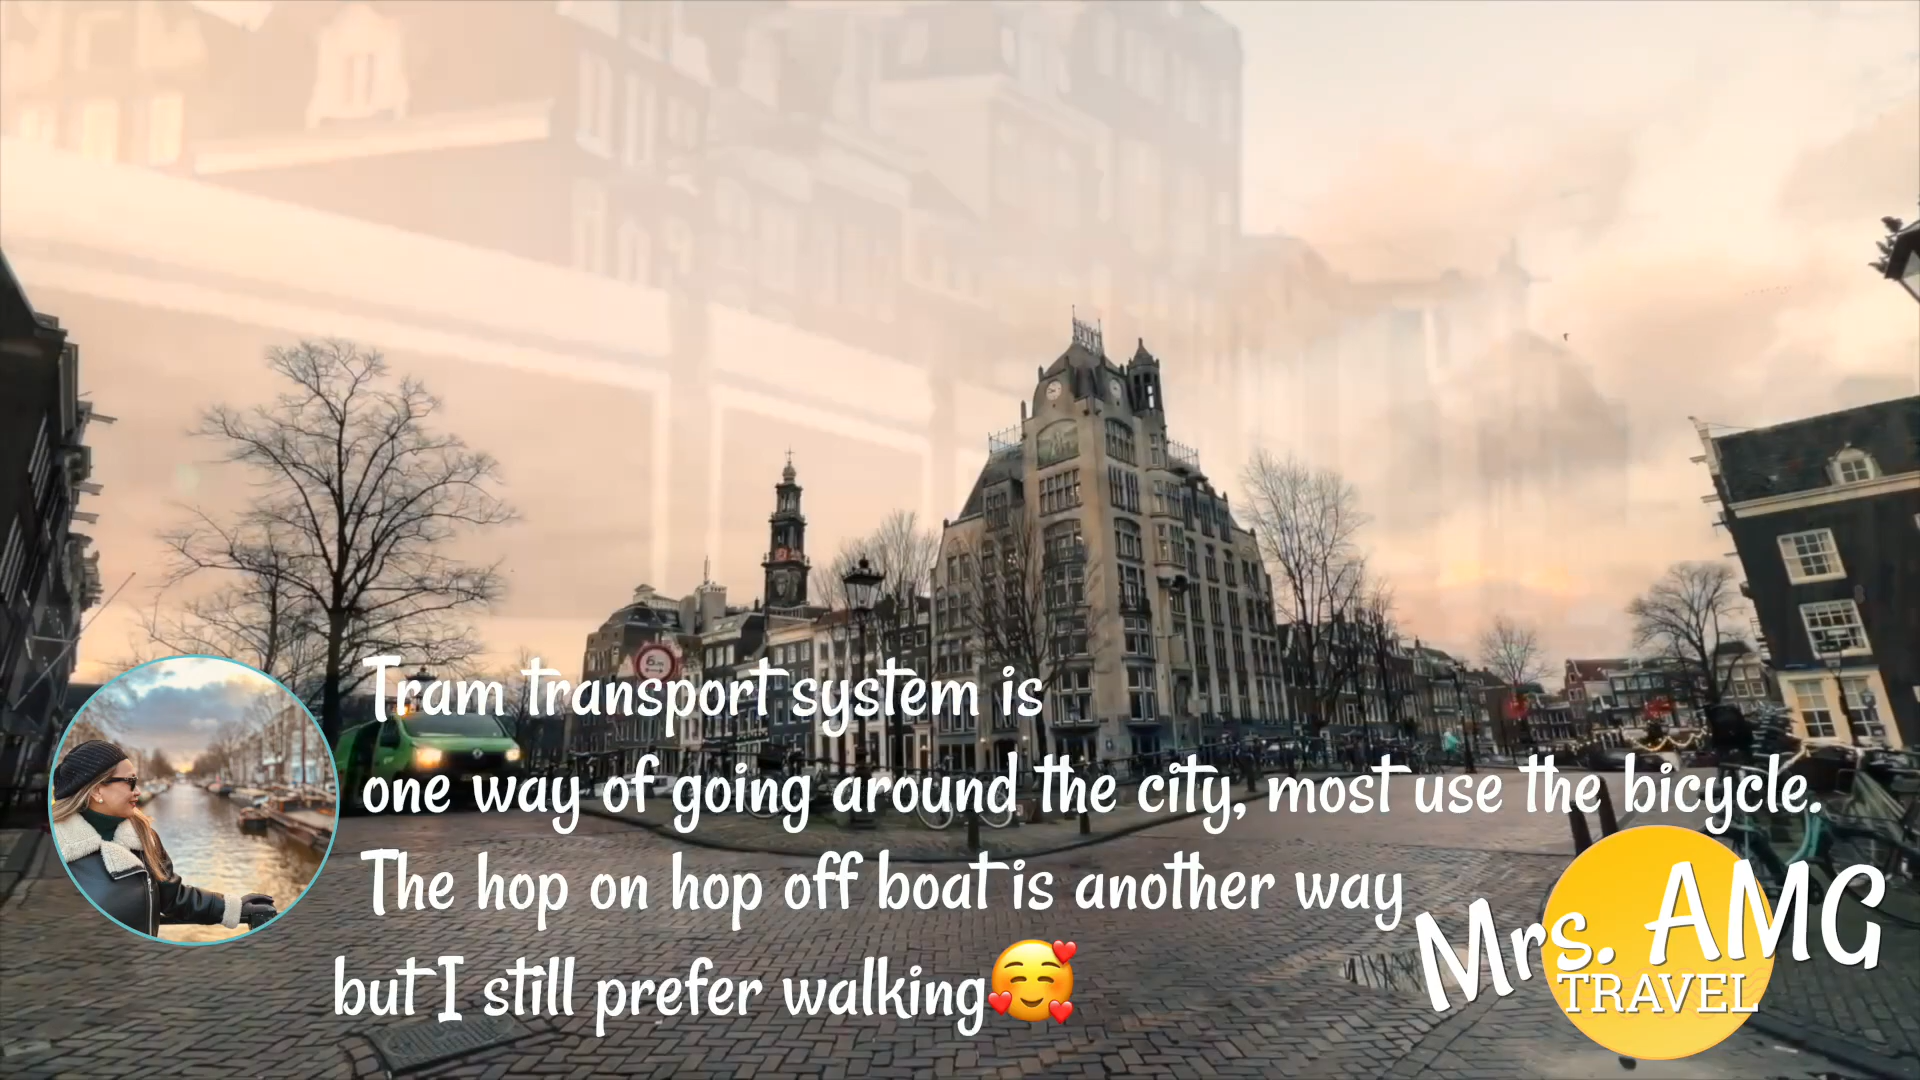 Tram transport system is
one way of going around the city, most use the bicycle.
The hop on hop off boat is another way
but I still prefer walking🥰
Mrs. AMG
TRAVEL